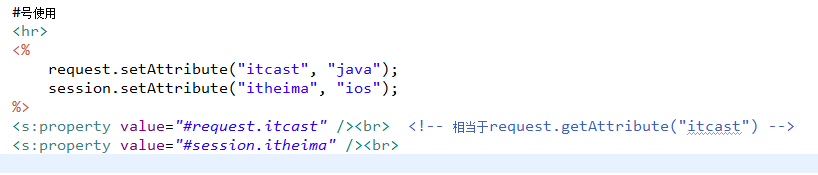 #号使用
<hr>
<%
request.setAttribute("itcast", "java");
session.setAttribute("itheima", "ios");
%>
<s:property value="#request.itcast" /><br> <!-- 相当于request.getAttribute("itcast") -->
<s:property value="#session.itheima" /><br>